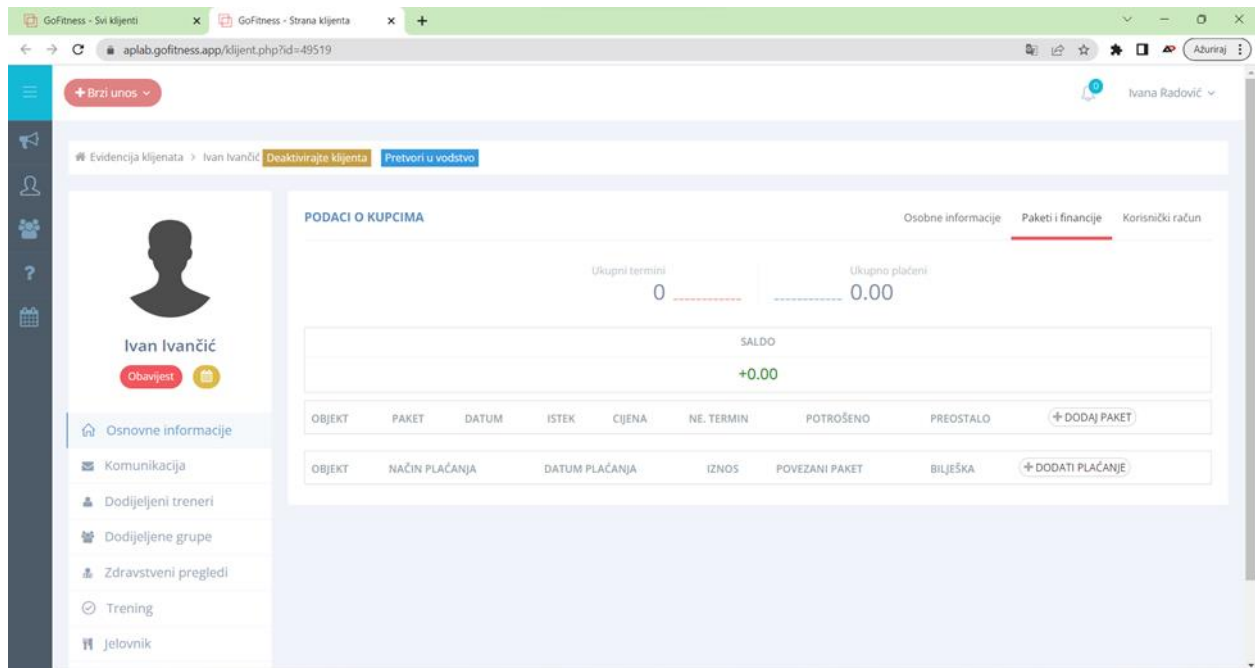 GoFitness - Svi klijenti
GoFitness - Strana klijenta
aplab.gofitness.app/klijent.php?id=49519
Ažuriraj
+ Brzi unos
0
Ivana Radović
Evidencija klijenata > Ivan Ivančić Deaktivirajte klijenta Pretvori u vodstvo
Ivan Ivančić
Obavijest
Osnovne informacije
Komunikacija
Dodijeljeni treneri
Dodijeljene grupe
Zdravstveni pregledi
Trening
Jelovnik
PODACI O KUPCIMA
Osobne informacije Paketi i financije Korisnički račun
Ukupni termini Ukupno plaćeni
0 0.00
SALDO
+0.00
OBJEKT PAKET DATUM ISTEK CIJENA NE. TERMIN POTROŠENO PREOSTALO + DODAJ PAKET
OBJEKT NAČIN PLAĆANJA DATUM PLAĆANJA IZNOS POVEZANI PAKET BILJEŠKA + DODATI PLAĆANJE